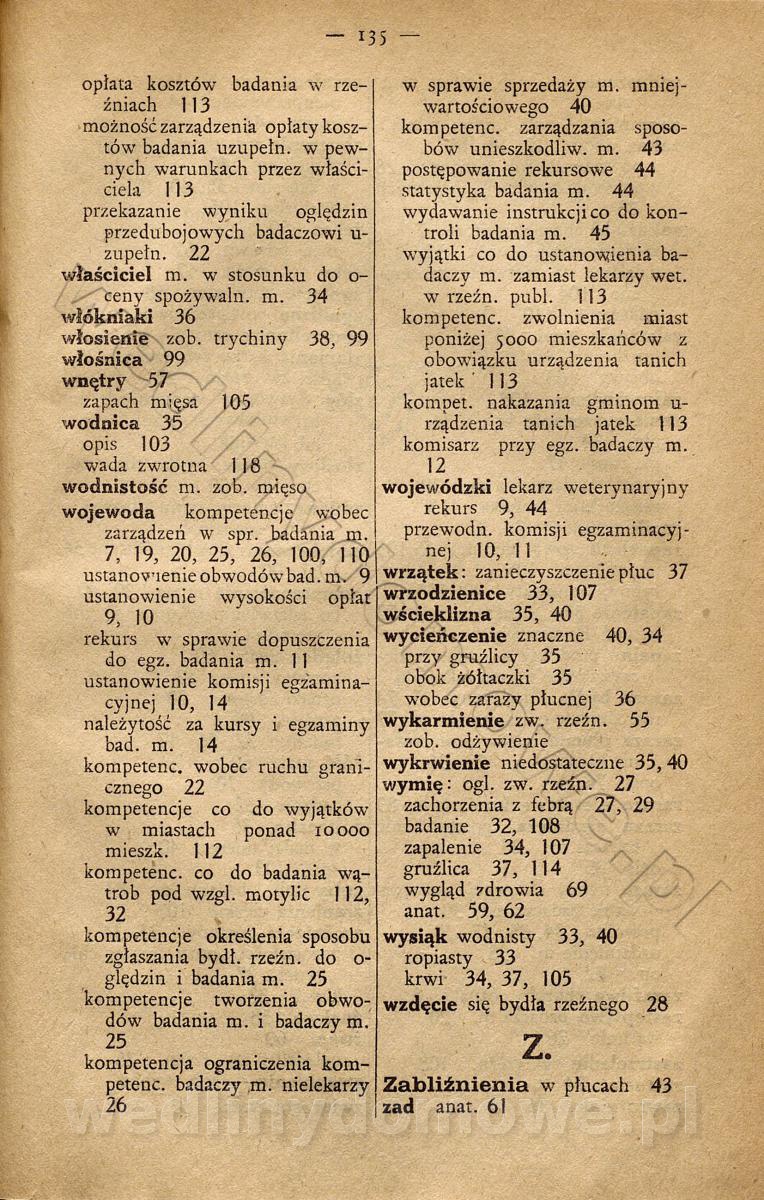 — 135 —
opłata kosztów badania w rze-
źniach 113
możność zarządzenia opłaty kosz-
tów badania uzupełn. w pew-
nych warunkach przez właści-
ciela 113
przekazanie wyniku oględzin
przedubojowych badaczowi u-
zupełn. 22
właściciel m. w stosunku do o-
ceny spożywaln. m. 34
włókniaki 36
włosienie zob. trychiny 38, 99
włośnica 99
wnętry 57
zapach mięsa 105
wodnica 35
opis 103
wada zwrotna 118
wodnistość m. zob. mięso
wojewoda kompetencje wobec
zarządzeń w spr. badania m.
7, 19, 20, 25, 26, 100, 110
ustanowienie obwodów bad. m. 9
ustanowienie wysokości opłat
9, 10
rekurs w sprawie dopuszczenia
do egz. badania m. 11
ustanowienie komisji egzamina-
cyjnej 10, 14
należytość za kursy i egzaminy
bad. m. 14
kompetenc. wobec ruchu grani-
cznego 22
kompetencje co do wyjątków
w miastach ponad 10000
mieszk. 112
kompetenc. co do badania wą-
trob pod wzgl. motylic 112,
32
kompetencje określenia sposobu
zgłaszania bydł. rzeźn. do o-
ględzin i badania m. 25
kompetencje tworzenia obwo-
dów badania m. i badaczy m.
25
kompetencja ograniczenia kom-
petenc. badaczy m. nielekarzy
26
w sprawie sprzedaży m. mniej-
wartościowego 40
kompetenc. zarządzania sposo-
bów unieszkodliw. m. 43
postępowanie rekursowe 44
statystyka badania m. 44
wydawanie instrukcji co do kon-
troli badania m. 45
wyjątki co do ustanowienia ba-
daczy m. zamiast lekarzy wet.
w rzeźn. publ. 113
kompetenc. zwolnienia miast
poniżej 5000 mieszkańców z
obowiązku urządzenia tanich
jatek 113
kompet. nakazania gminom u-
rządzenia tanich jatek 113
komisarz przy egz. badaczy m.
12
wojewódzki lekarz weterynaryjny
rekurs 9, 44
przewodn. komisji egzaminacyj-
nej 10, 11
wrzątek: zanieczyszczenie płuc 37
wrzodzienice 33, 107
wścieklizna 35, 40
wycieńczenie znaczne 40, 34
przy gruźlicy 35
obok żółtaczki 35
wobec zarazy płucnej 36
wykarmienie zw. rzeźn. 55
zob. odżywienie
wykrwienie niedostateczne 35, 40
wymię: ogl. zw. rzeźn. 27
zachorzenia z febrą 27, 29
badanie 32, 108
zapalenie 34, 107
gruźlica 37, 114
wygląd zdrowia 69
anat. 59, 62
wysiąk wodnisty 33, 40
ropiasty 33
krwi 34, 37, 105
wzdęcie się bydła rzeźnego 28
Z.
Zabliźnienia w płucach 43
zad anat. 61
wedlinydomowe.pl
wedlinydomowe.pl